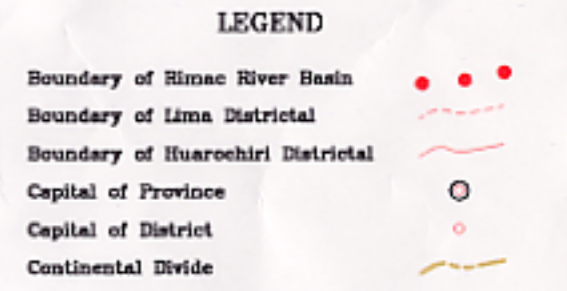 LEGEND
Boundary of Rimac River Basin
Boundary of Lima Districtal
Boundary of Huarochiri Districtal
Capital of Province
Capital of District
Continental Divide